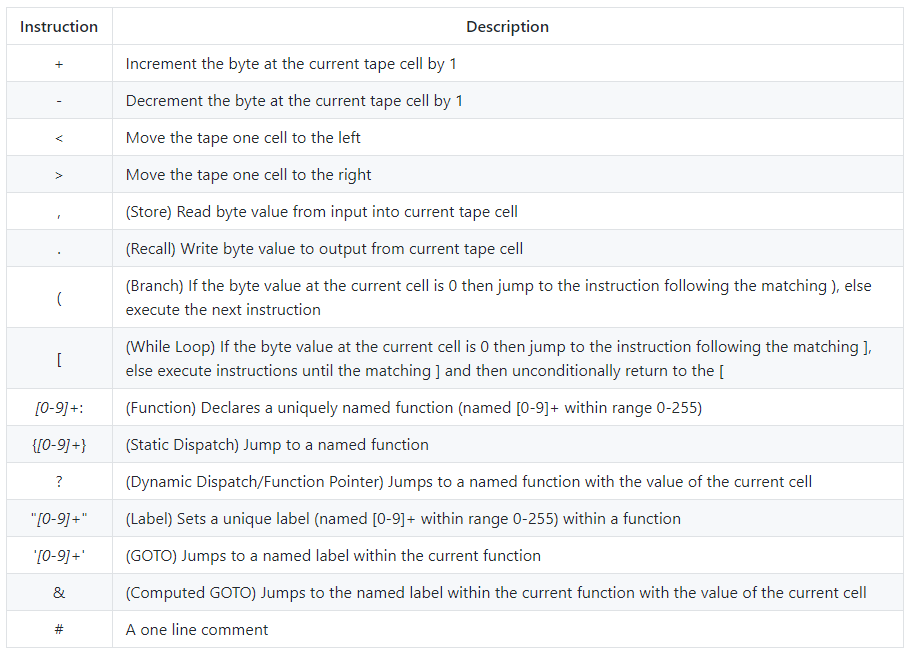 Instruction Description
+ Increment the byte at the current tape cell by 1
- Decrement the byte at the current tape cell by 1
< Move the tape one cell to the left
> Move the tape one cell to the right
, (Store) Read byte value from input into current tape cell
. (Recall) Write byte value to output from current tape cell
( (Branch) If the byte value at the current cell is 0 then jump to the instruction following the matching ), else
execute the next instruction
[ (While Loop) If the byte value at the current cell is 0 then jump to the instruction following the matching ],
else execute instructions until the matching ] and then unconditionally return to the [
[0-9]+: (Function) Declares a uniquely named function (named [0-9]+ within range 0-255)
{[0-9]+} (Static Dispatch) Jump to a named function
? (Dynamic Dispatch/Function Pointer) Jumps to a named function with the value of the current cell
"[0-9]+" (Label) Sets a unique label (named [0-9]+ within range 0-255) within a function
'[0-9]+' (GOTO) Jumps to a named label within the current function
& (Computed GOTO) Jumps to the named label within the current function with the value of the current cell
# A one line comment